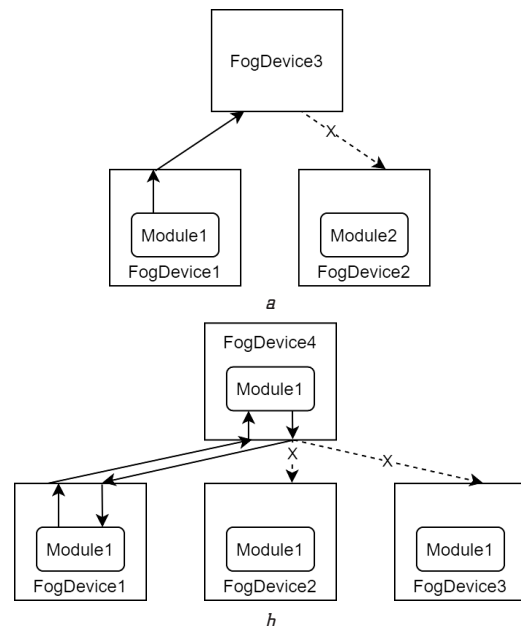 FogDevice3
X
Module1
Module2
FogDevice1
FogDevice2
a
FogDevice4
Module1
X
X
Module1
Module1
Module1
FogDevice1
FogDevice2
FogDevice3
b